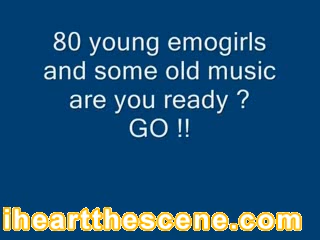 80 young emogirls
and some old music
are you ready ?
GO !!
iheartthescene.com